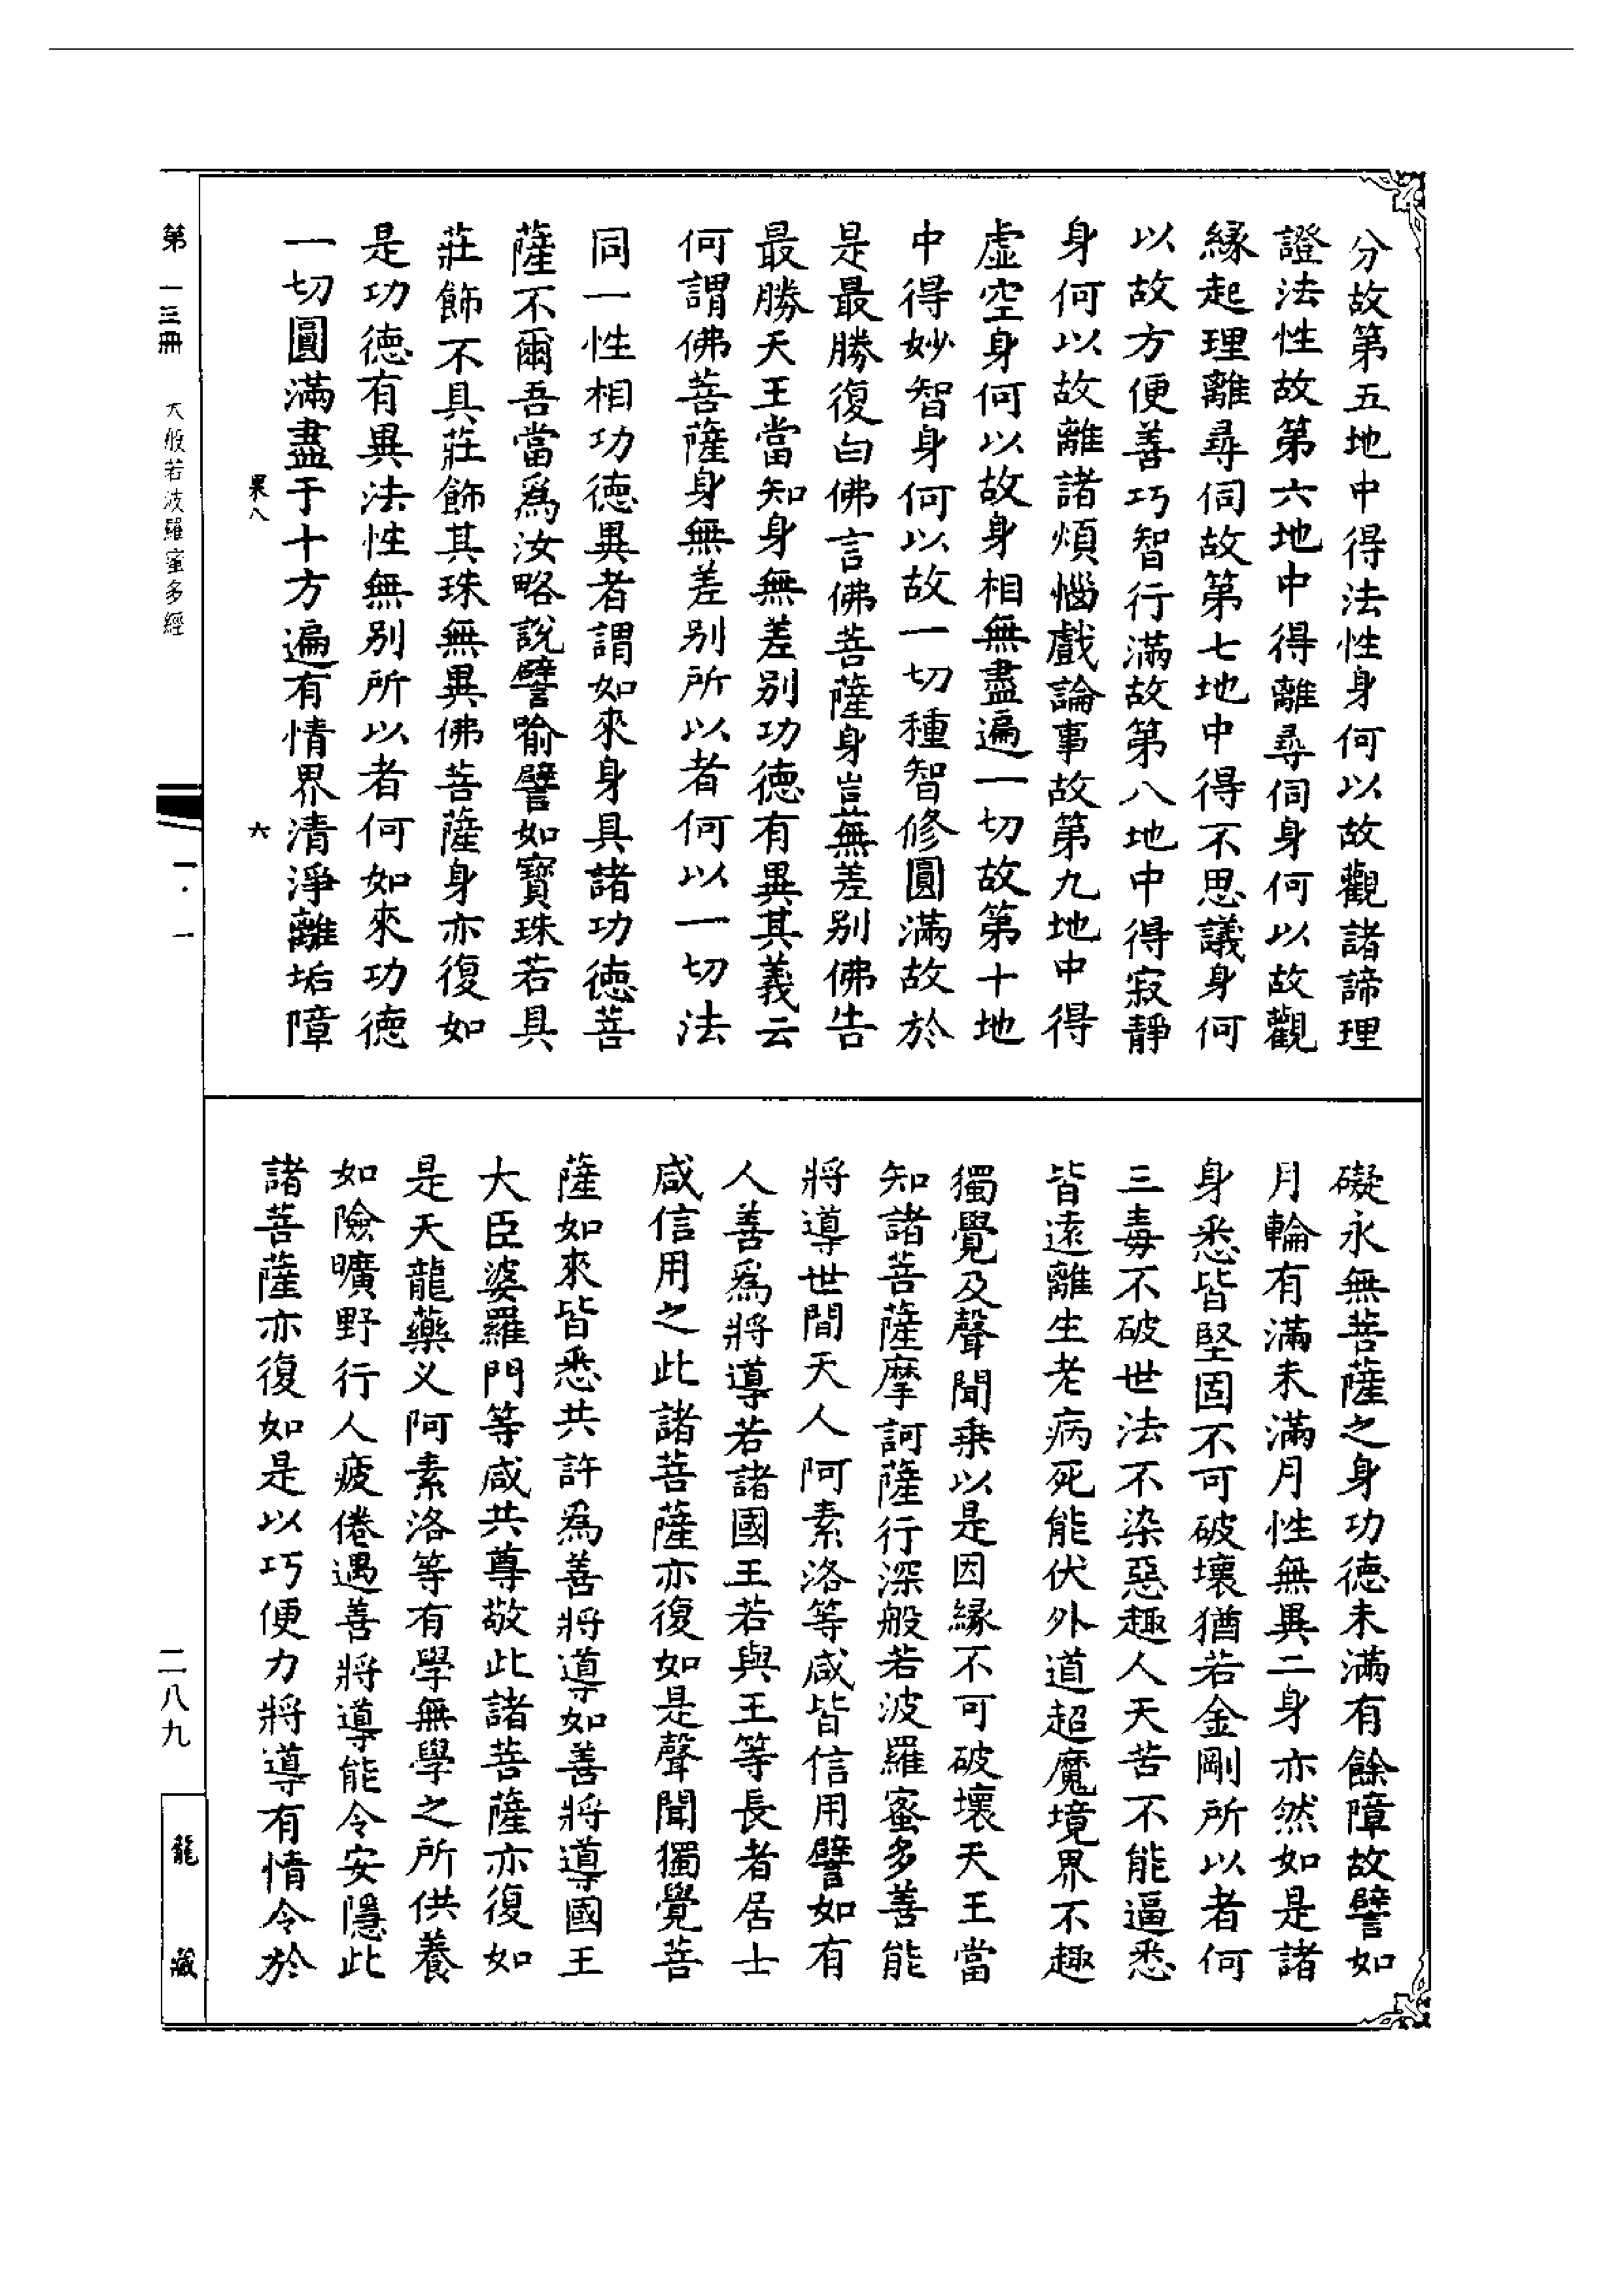 分故第五地中得法性身何以故觀諸諦理
證法性故第六地中得離尋伺身何以故觀
緣起理離尋伺故第七地中得不思議身何
以故方便善巧智行滿故第八地中得寂靜
身何以故離諸煩惱戲論事故第九地中得
虛空身何以故身相無盡遍一切故第十地
中得妙智身何以故一切種智修圓滿故於
是最勝復白佛言佛菩薩身豈無差別佛告
最勝天王當知身無差別功德有異其義云
何謂佛菩薩身無差別所以者何以一切法
同一性相功德異者謂如來身具諸功德菩
薩不爾吾當為汝略說譬喻譬如寶珠若具
莊飾不具莊飾其珠無異佛菩薩身亦復如
是功德有異法性無別所以者何如來功德
一切圓滿盡于十方遍有情界清淨離垢障
果八 六
礙永無菩薩之身功德未滿有餘障故譬如
月輪有滿未滿月性無異二身亦然如是諸
身悉皆堅固不可破壞猶若金剛所以者何
三毒不破世法不染惡趣人天苦不能逼悉
皆遠離生老病死能伏外道超魔境界不趣
獨覺及聲聞乘以是因緣不可破壞天王當
知諸菩薩摩訶薩行深般若波羅蜜多善能
將導世間天人阿素洛等咸皆信用譬如有
人善為將導若諸國王若與王等長者居士
咸信用之此諸菩薩亦復如是聲聞獨覺菩
薩如來皆悉共許為善將導如善將導國王
大臣婆羅門等咸共尊敬此諸菩薩亦復如
是天龍藥叉阿素洛等有學無學之所供養
如險曠野行人疲倦遇善將導能令安隱此
諸菩薩亦復如是以巧便力將導有情令於
第一三冊 大般若波羅蜜多經 一·一 二八九 龍藏